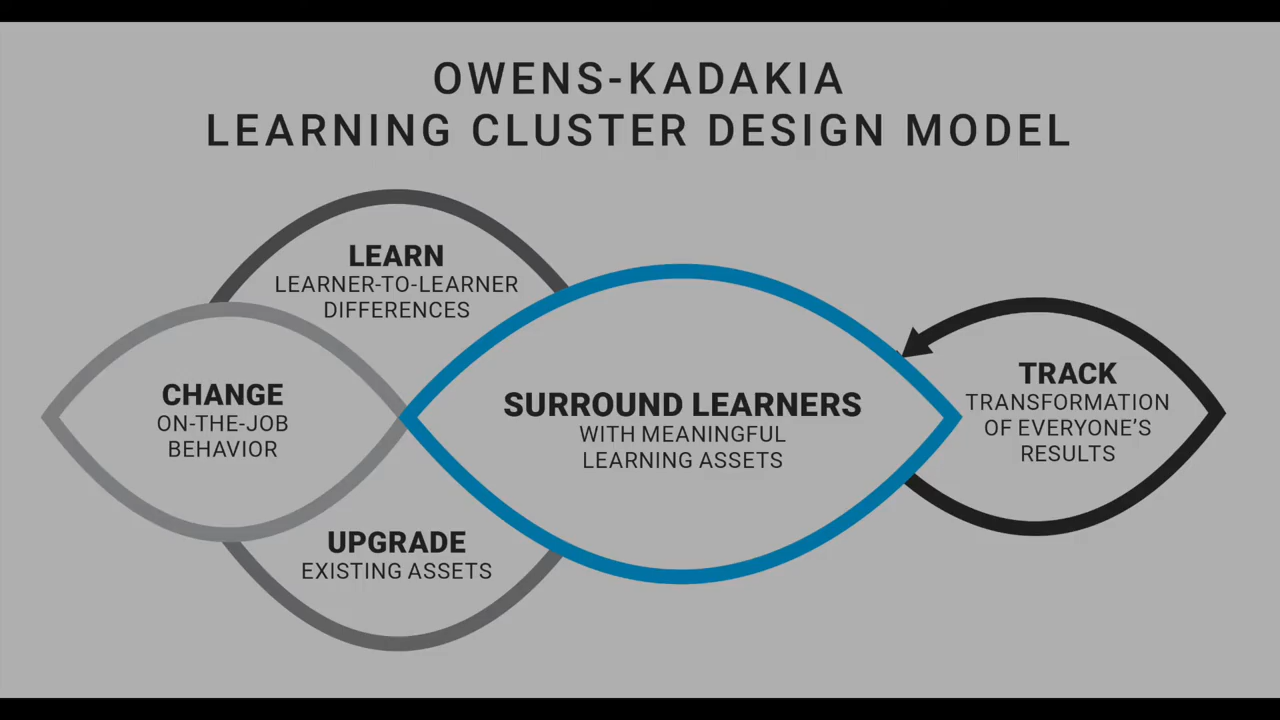 OWENS-KADAKIA
LEARNING CLUSTER DESIGN MODEL
LEARN
LEARNER-TO-LEARNER
DIFFERENCES
CHANGE
ON-THE-JOB
BEHAVIOR
SURROUND LEARNERS
WITH MEANINGFUL
LEARNING ASSETS
TRACK
TRANSFORMATION
OF EVERYONE'S
RESULTS
UPGRADE
EXISTING ASSETS